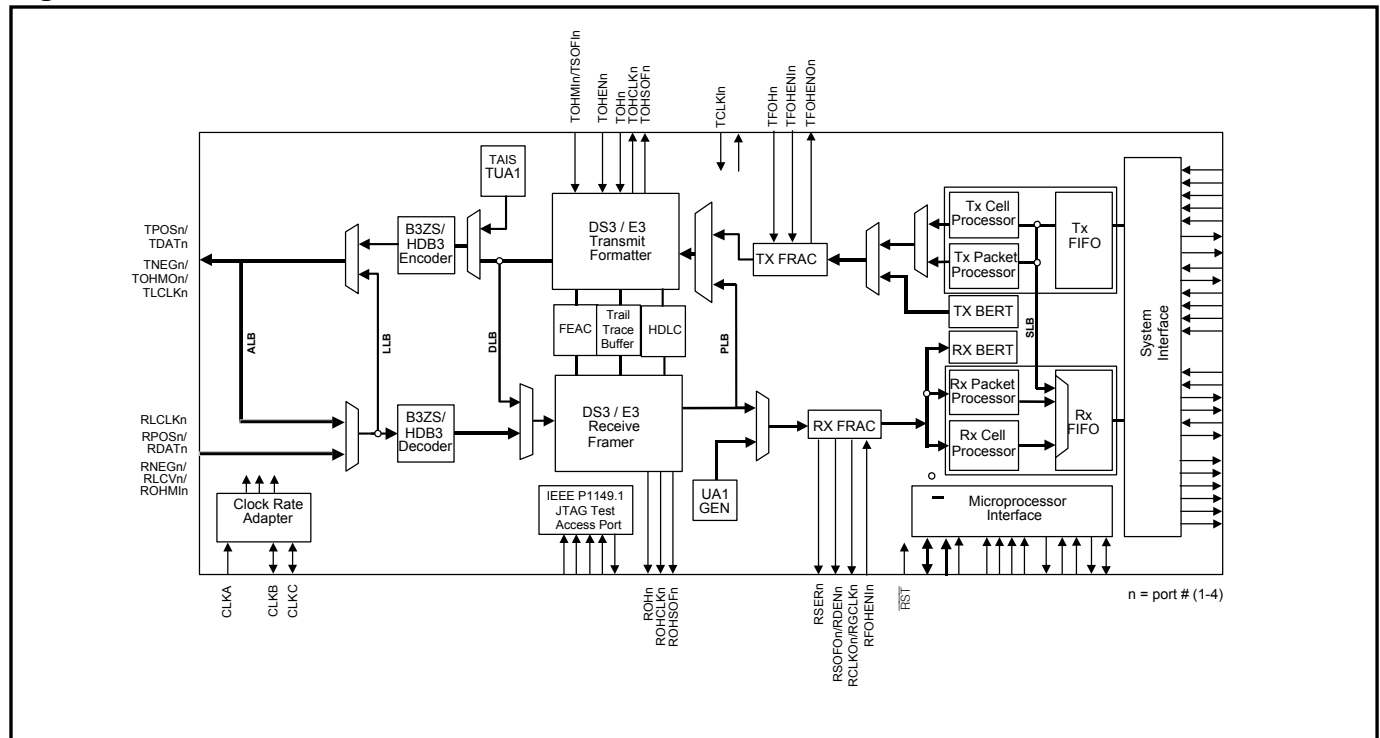 TOHMIn/TSOFIn
TOHENn
TOHn
TOHCLKn
TOHSOFn
TCLKIn
TFOHn
TFOHENIn
TFOHENOn
TAIS
TUA1
TPOSn/
TDATn
TNEGn/
TOHMOn/
TLCLKn
B3ZS/
HDB3
Encoder
DS3 / E3
Transmit
Formatter
TX FRAC
Tx Cell
Processor
Tx Packet
Processor
Tx
FIFO
TX BERT
RX BERT
System
Interface
ALB
LLB
DLB
FEAC
Trail
Trace
Buffer
HDLC
PLB
SLB
RLCLKn
RPOSn/
RDATn
RNEGn/
RLCVn/
ROHMIn
B3ZS/
HDB3
Decoder
DS3 / E3
Receive
Framer
RX FRAC
Rx Packet
Processor
Rx Cell
Processor
Rx
FIFO
UA1
GEN
Clock Rate
Adapter
IEEE P1149.1
JTAG Test
Access Port
Microprocessor
Interface
CLKA
CLKB
CLKC
ROHn
ROHCLKn
ROHSOFn
RSERn
RSOFOn/RDENn
RCLKOn/RGCLKn
RFOHENIn
RST
n = port # (1-4)